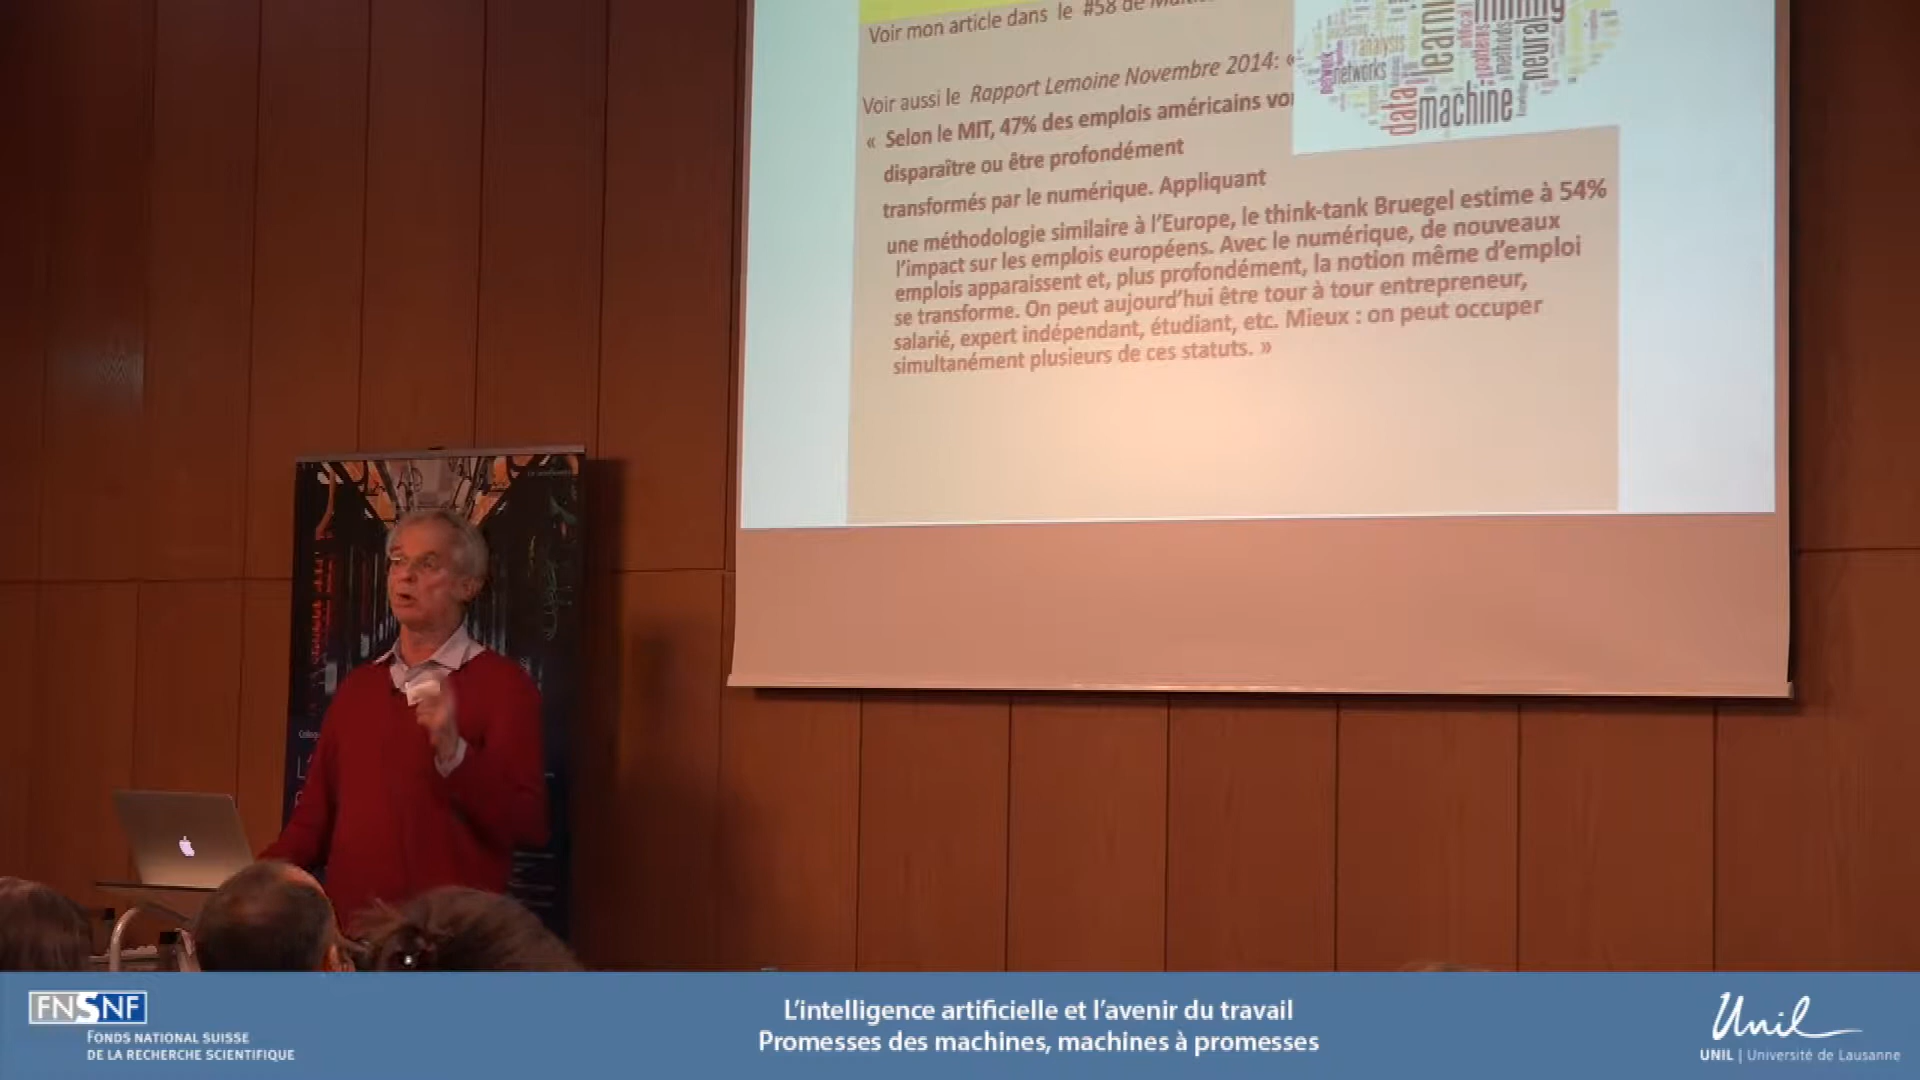 Voir mon article dans le #58 de
Voir aussi le Rapport Lemoine Novembre 2014: «
« Selon le MIT, 47% des emplois américains
disparaître ou être profondément
transformés par le numérique. Appliquant
une méthodologie similaire à l’Europe, le think-tank Bruegel estime à 54%
l’impact sur les emplois européens. Avec le numérique, de nouveaux
emplois apparaissent et, plus profondément, la notion même d’emploi
se transforme. On peut aujourd’hui être tour à tour entrepreneur,
salarié, expert indépendant, étudiant, etc. Mieux : on peut occuper
simultanément plusieurs de ces statuts. »
analysis
networks
data
machine
methods
neural
FNSNF
FONDS NATIONAL SUISSE
DE LA RECHERCHE SCIENTIFIQUE
L’intelligence artificielle et l’avenir du travail
Promesses des machines, machines à promesses
Unil
UNIL | Université de Lausanne